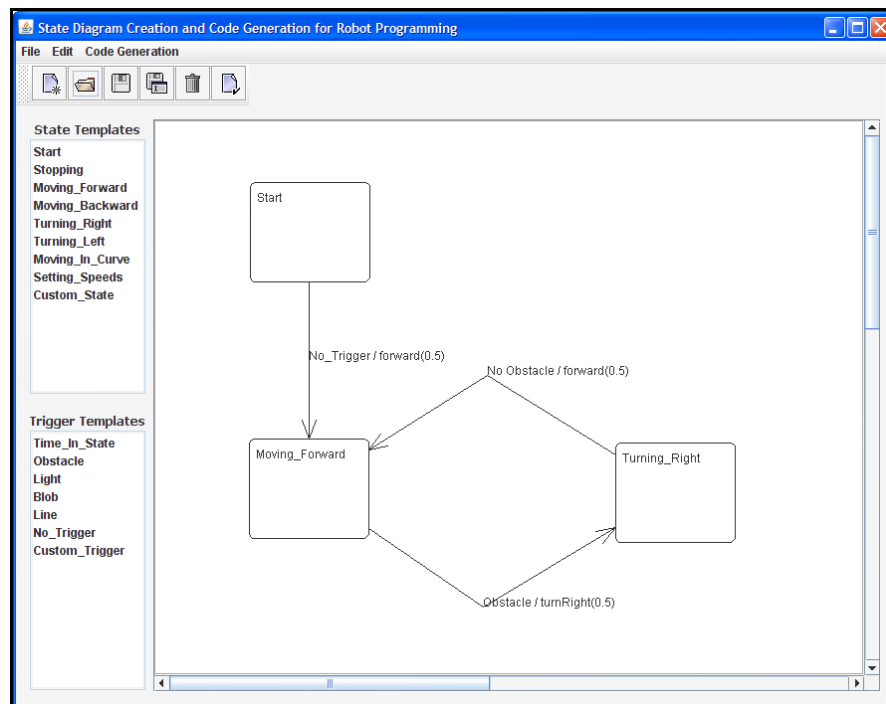 State Diagram Creation and Code Generation for Robot Programming
File Edit Code Generation
State Templates
Start
Stopping
Moving_Forward
Moving_Backward
Turning_Right
Turning_Left
Moving_In_Curve
Setting_Speeds
Custom_State
Trigger Templates
Time_In_State
Obstacle
Light
Blob
Line
No_Trigger
Custom_Trigger
Start
No_Trigger / forward(0.5)
No Obstacle / forward(0.5)
Moving_Forward
Turning_Right
Obstacle / turnRight(0.5)